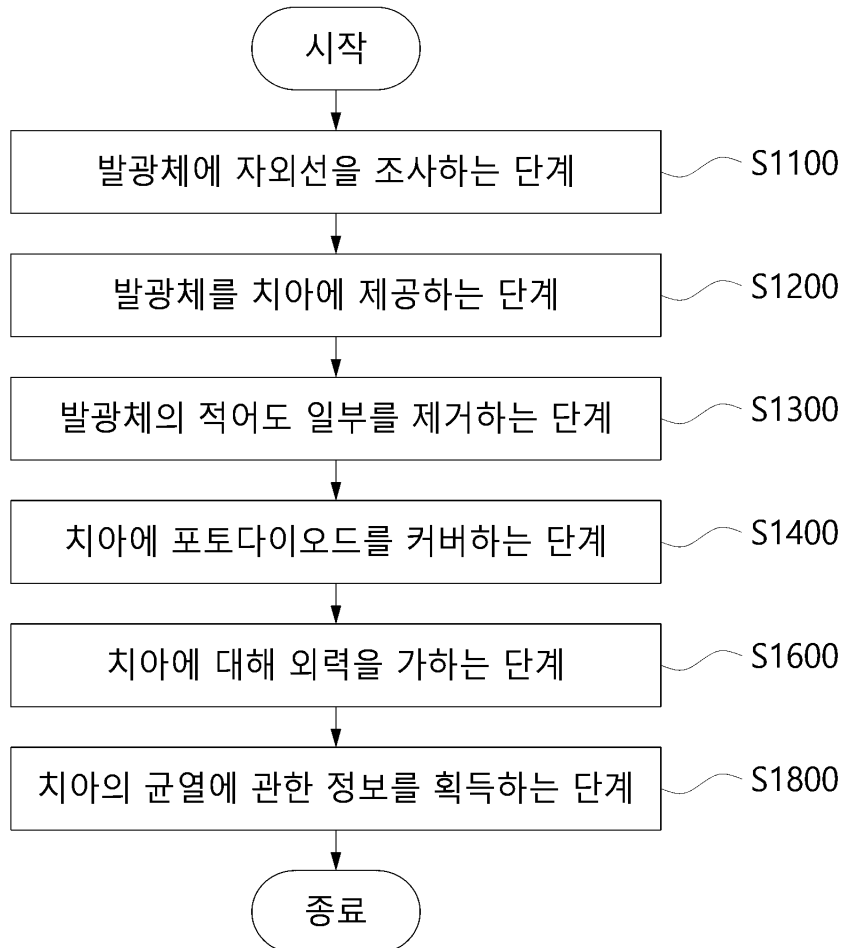 시작
발광체에 자외선을 조사하는 단계 S1100
발광체를 치아에 제공하는 단계 S1200
발광체의 적어도 일부를 제거하는 단계 S1300
치아에 포토다이오드를 커버하는 단계 S1400
치아에 대해 외력을 가하는 단계 S1600
치아의 균열에 관한 정보를 획득하는 단계 S1800
종료